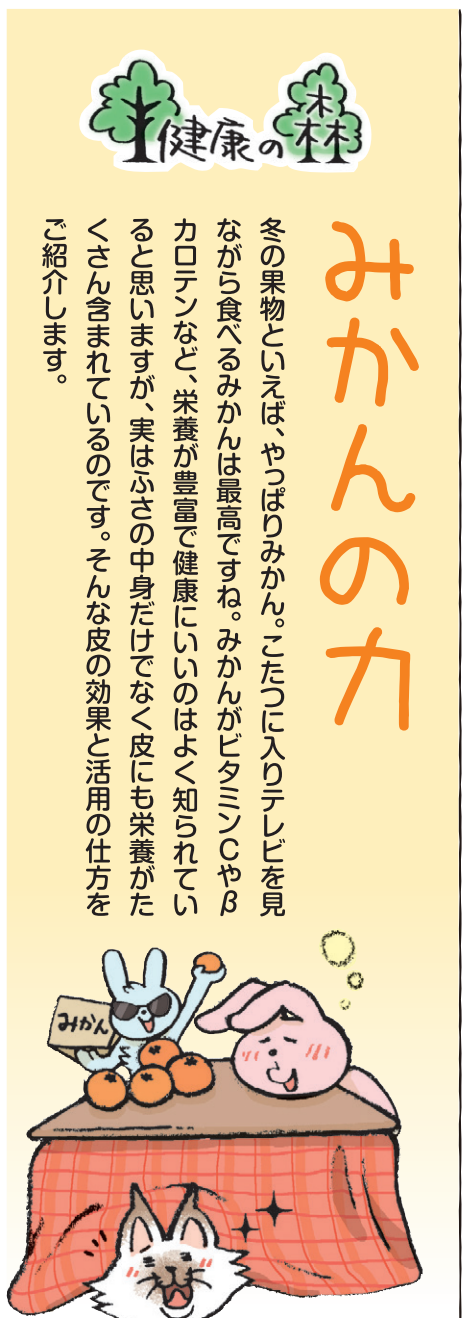 健康の森
みかんの力
冬の果物といえば、やっぱりみかん。こたつに入りテレビを見
ながら食べるみかんは最高ですね。みかんがビタミンCやβ
カロテンなど、栄養が豊富で健康にいいのはよく知られてい
ると思いますが、実はふさの中身だけでなく皮にも栄養がた
くさん含まれているのです。そんな皮の効果と活用の仕方を
ご紹介します。
みかん